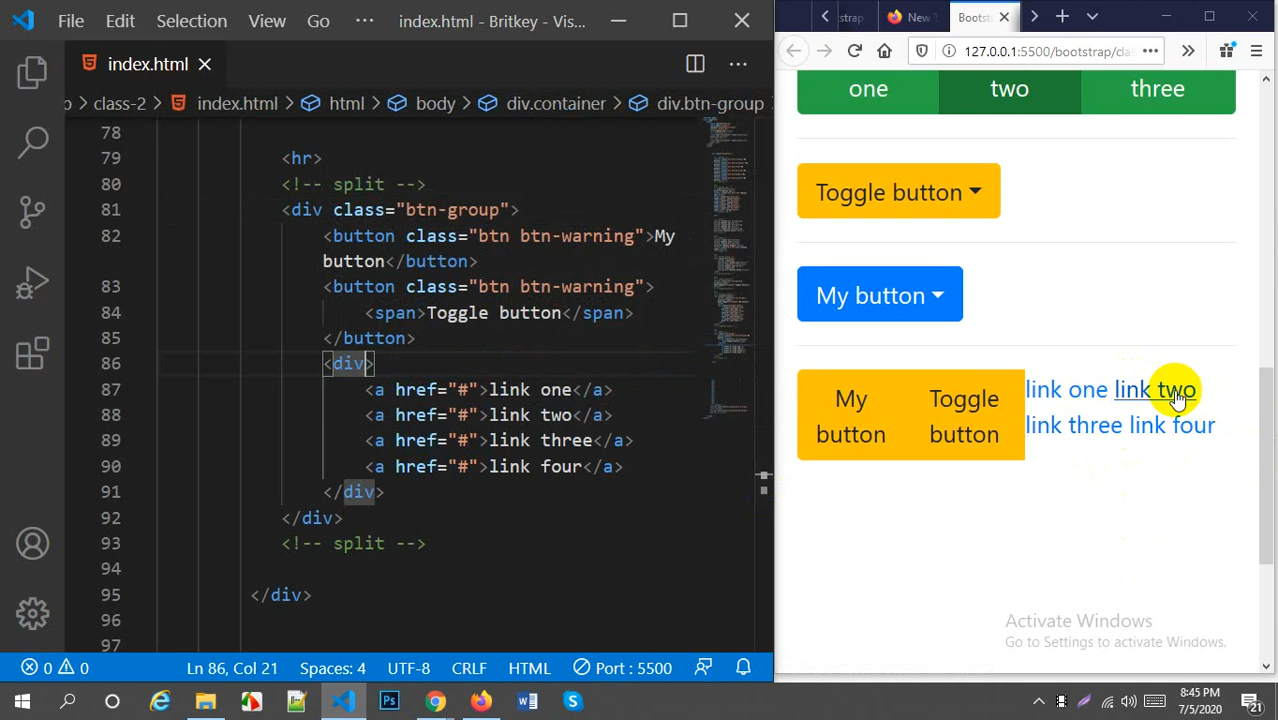 File Edit Selection View Go ··· index.html - Britkey - Vis...
index.html
p class-2 index.html html body div.container div.btn-group
78
79 <hr>
80 <!-- split -->
81 <div class="btn-group">
82 <button class="btn btn-warning">My
button</button>
83 <button class="btn btn-warning">
84 <span>Toggle button</span>
85 </button>
86 <div>
87 <a href="#">link one</a>
88 <a href="#">link two</a>
89 <a href="#">link three</a>
90 <a href="#">link four</a>
91 </div>
92 </div>
93 <!-- split -->
94
95 </div>
96
97
0 0 Ln 86, Col 21 Spaces: 4 UTF-8 CRLF HTML Port : 5500
strap New T Bootst
127.0.0.1:5500/bootstrap/clas
one two three
Toggle button
My button
My
button
Toggle
button
link one link two
link three link four
Activate Windows
Go to Settings to activate Windows.
8:45 PM
7/5/2020
21